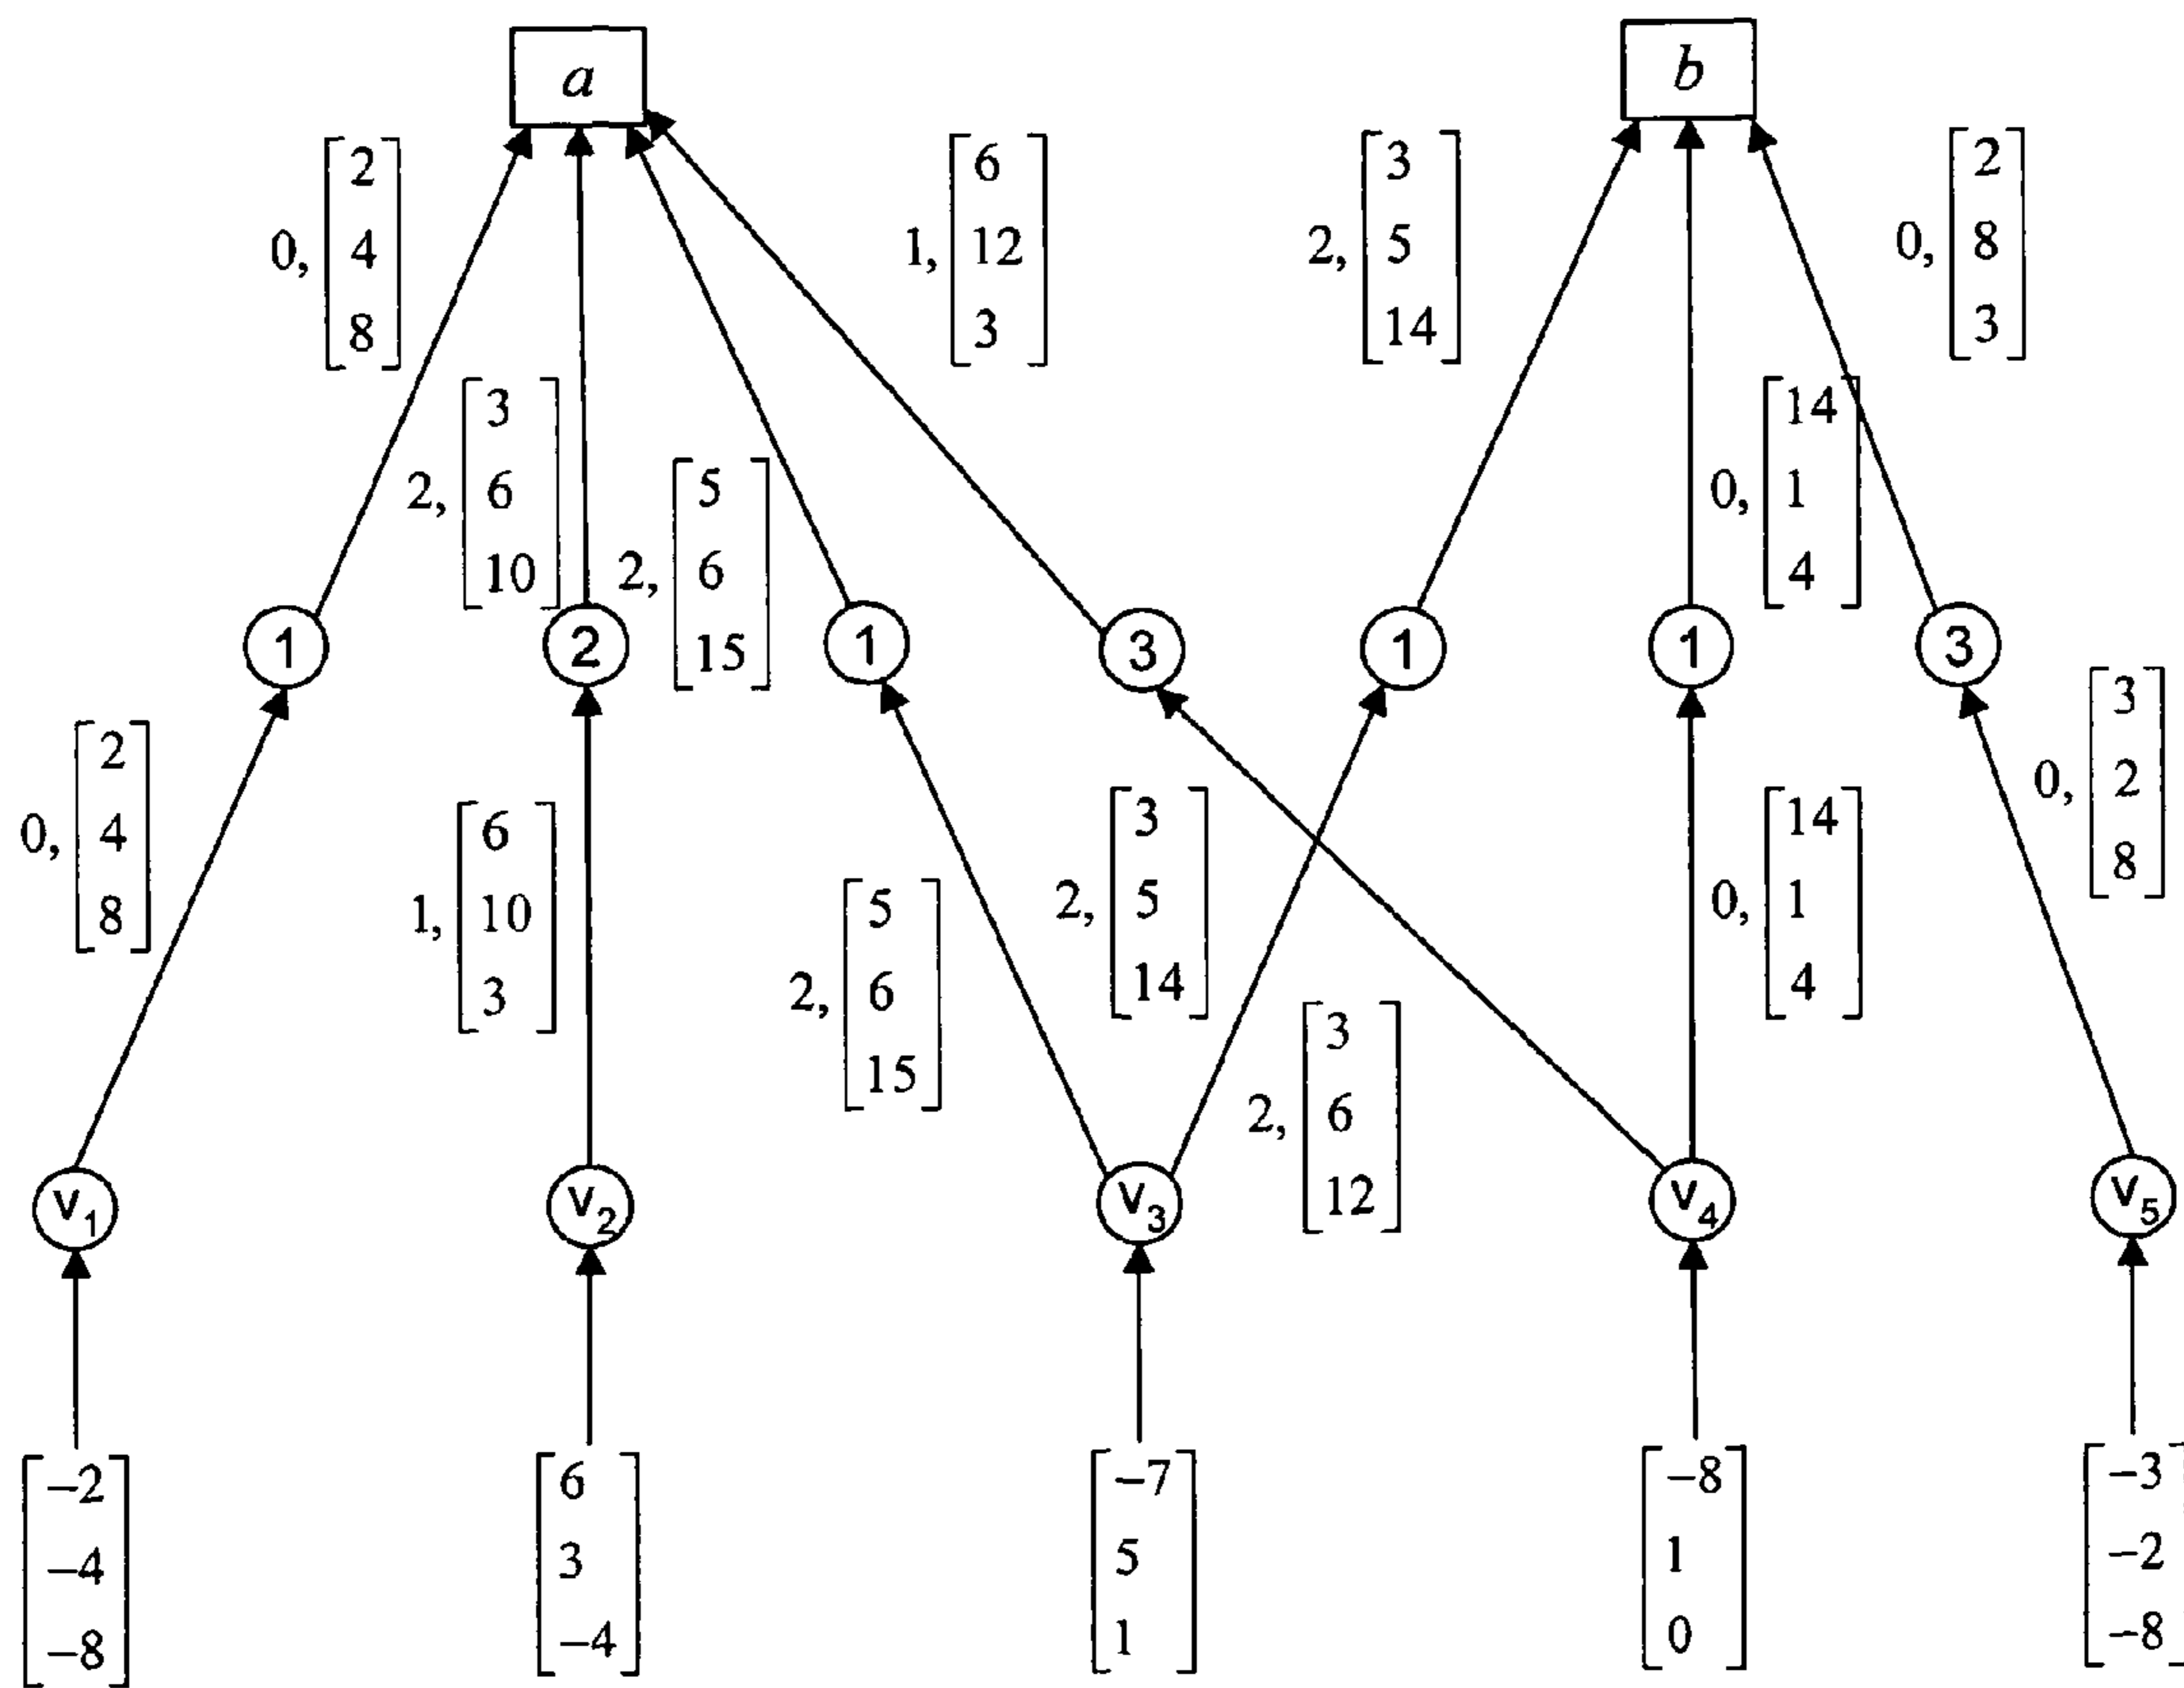 a
b
0, [2 4 8]
1, [6 12 3]
2, [3 5 14]
0, [2 8 3]
2, [3 6 10]
2, [5 6 15]
0, [14 1 4]
1
2
1
3
1
1
3
0, [2 4 8]
1, [6 10 3]
2, [5 6 15]
2, [3 5 14]
2, [3 6 12]
0, [14 1 4]
0, [3 2 8]
v1
v2
v3
v4
v5
[−2 −4 −8]
[6 3 −4]
[−7 5 1]
[−8 1 0]
[−3 −2 −8]